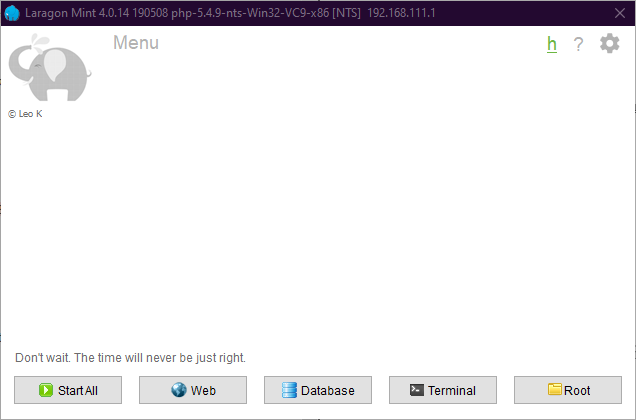 Laragon Mint 4.0.14 190508 php-5.4.9-nts-Win32-VC9-x86 [NTS] 192.168.111.1
Menu
h ?
© Leo K
Don't wait. The time will never be just right.
Start All Web Database Terminal Root